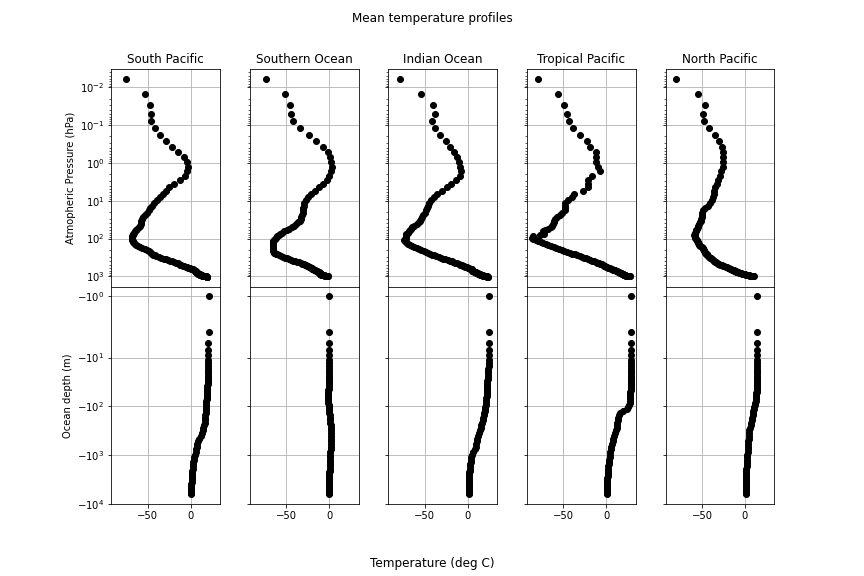 Mean temperature profiles
South Pacific Southern Ocean Indian Ocean Tropical Pacific North Pacific
Atmopheric Pressure (hPa)
10⁻²
10⁻¹
10⁰
10¹
10²
10³
Ocean depth (m)
−10⁰
−10¹
−10²
−10³
−10⁴
−50 0 −50 0 −50 0 −50 0 −50 0
Temperature (deg C)